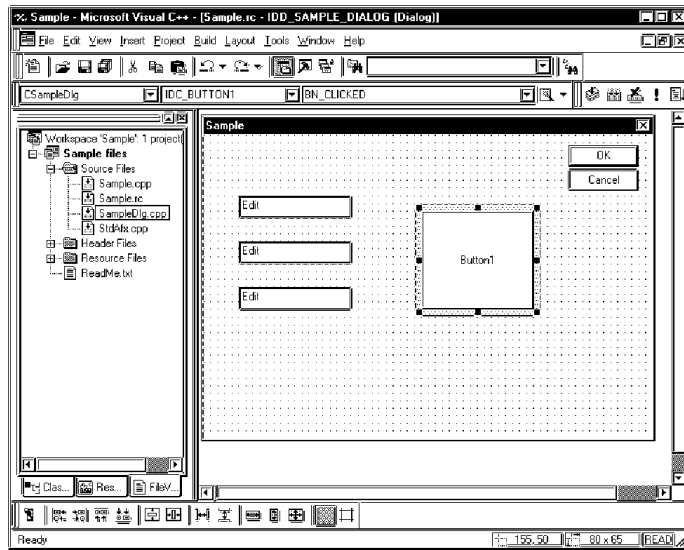 Sample - Microsoft Visual C++ - [Sample.rc - IDD_SAMPLE_DIALOG (Dialog)]
File Edit View Insert Project Build Layout Tools Window Help
CSampleDlg IDC_BUTTON1 BN_CLICKED
Workspace 'Sample': 1 project(
Sample files
Source Files
Sample.cpp
Sample.rc
SampleDlg.cpp
StdAfx.cpp
Header Files
Resource Files
ReadMe.txt
Clas...
Res...
FileV...
Sample
OK
Cancel
Edit
Edit
Edit
Button1
Ready 155, 50 80 x 65 READ